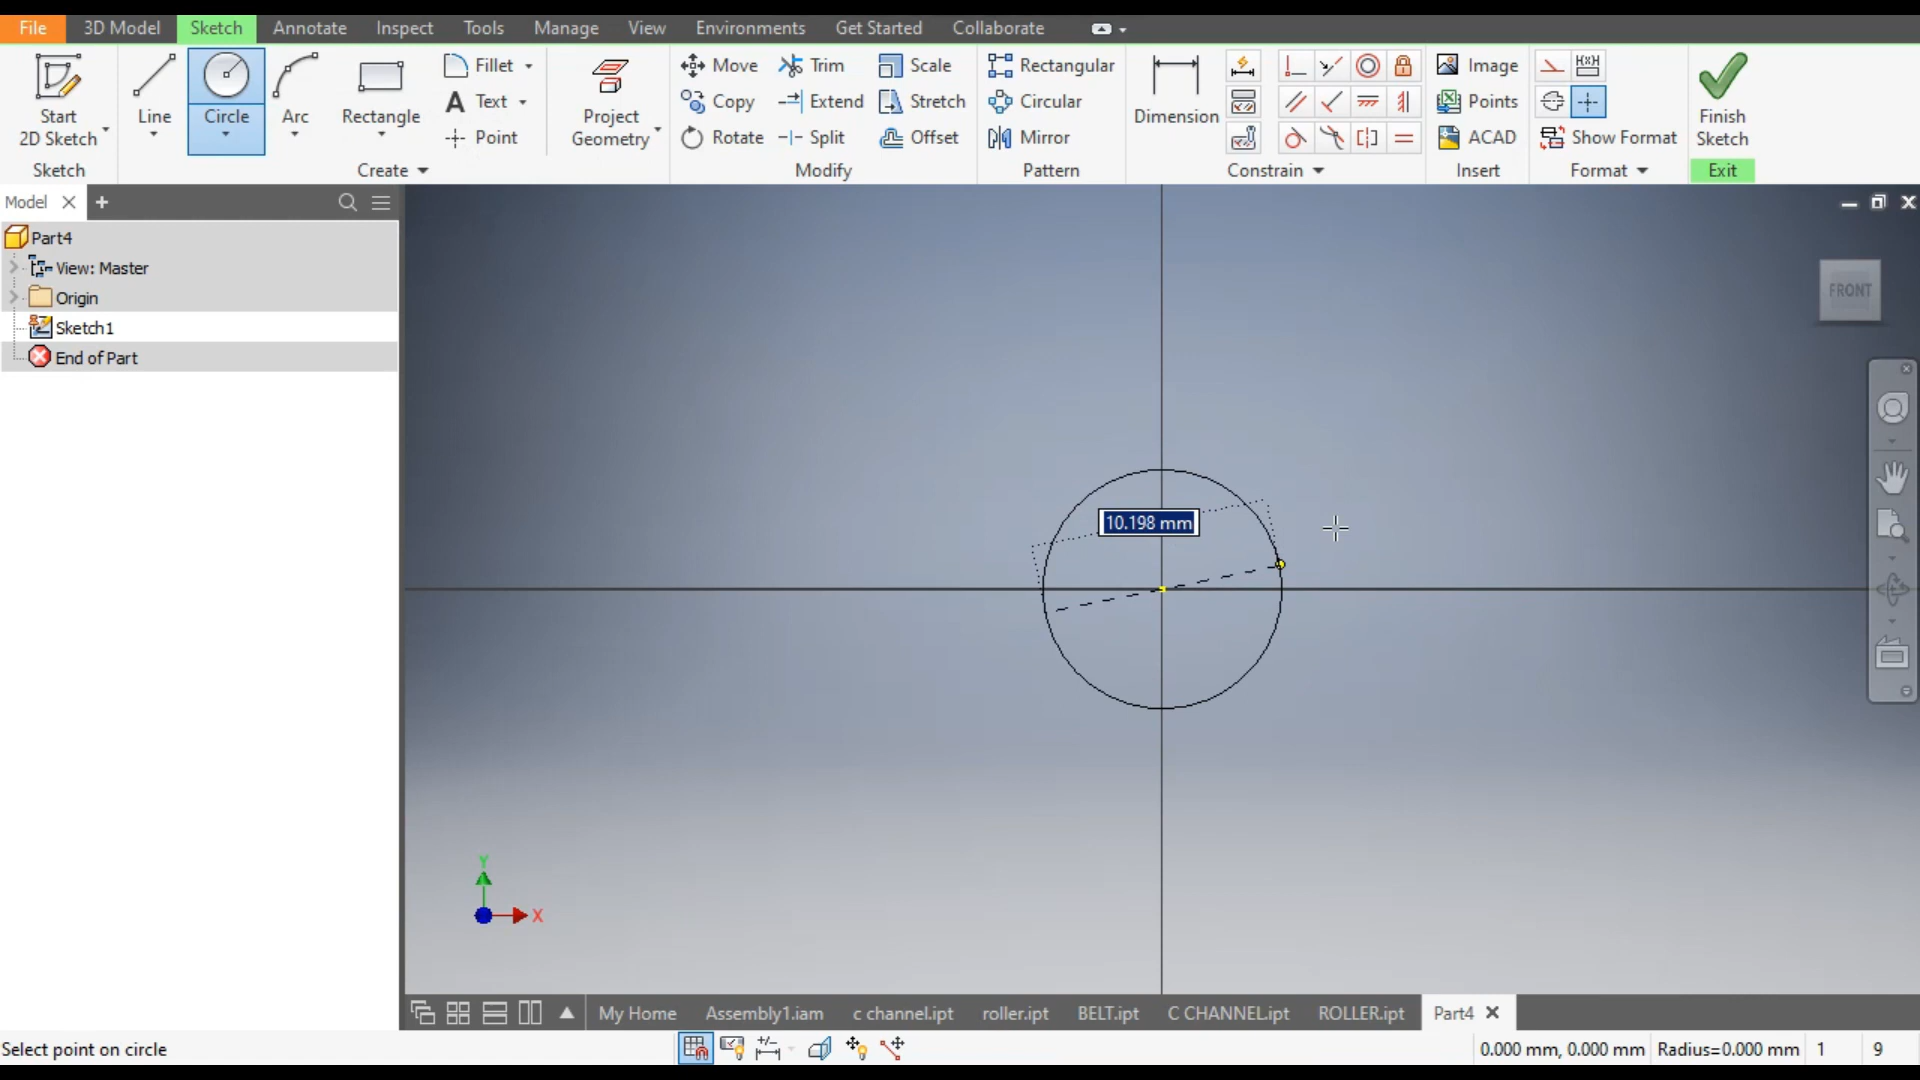 File 3D Model Sketch Annotate Inspect Tools Manage View Environments Get Started Collaborate
Start
2D Sketch
Line
Circle
Arc
Rectangle
Fillet
Text
Point
Project
Geometry
Move
Copy
Rotate
Trim
Extend
Split
Scale
Stretch
Offset
Rectangular
Circular
Mirror
Dimension
Image
Points
ACAD
Show Format
Finish
Sketch
Sketch Create Modify Pattern Constrain Insert Format Exit
Model
Part4
View: Master
Origin
Sketch1
End of Part
FRONT
10.198 mm
Y
X
My Home Assembly1.iam c channel.ipt roller.ipt BELT.ipt C CHANNEL.ipt ROLLER.ipt Part4
Select point on circle
0.000 mm, 0.000 mm Radius=0.000 mm 1 9